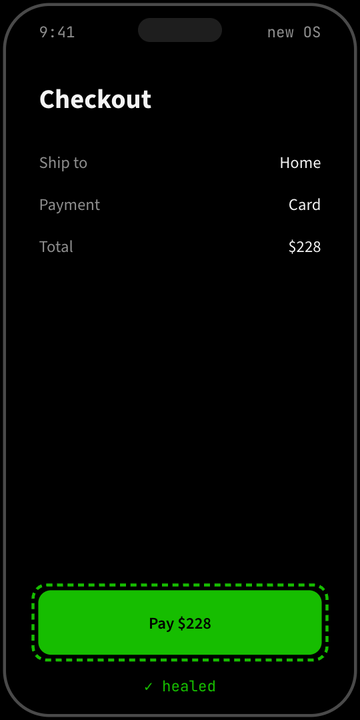 9:41 new OS
Checkout
Ship to Home
Payment Card
Total $228
Pay $228
✓ healed